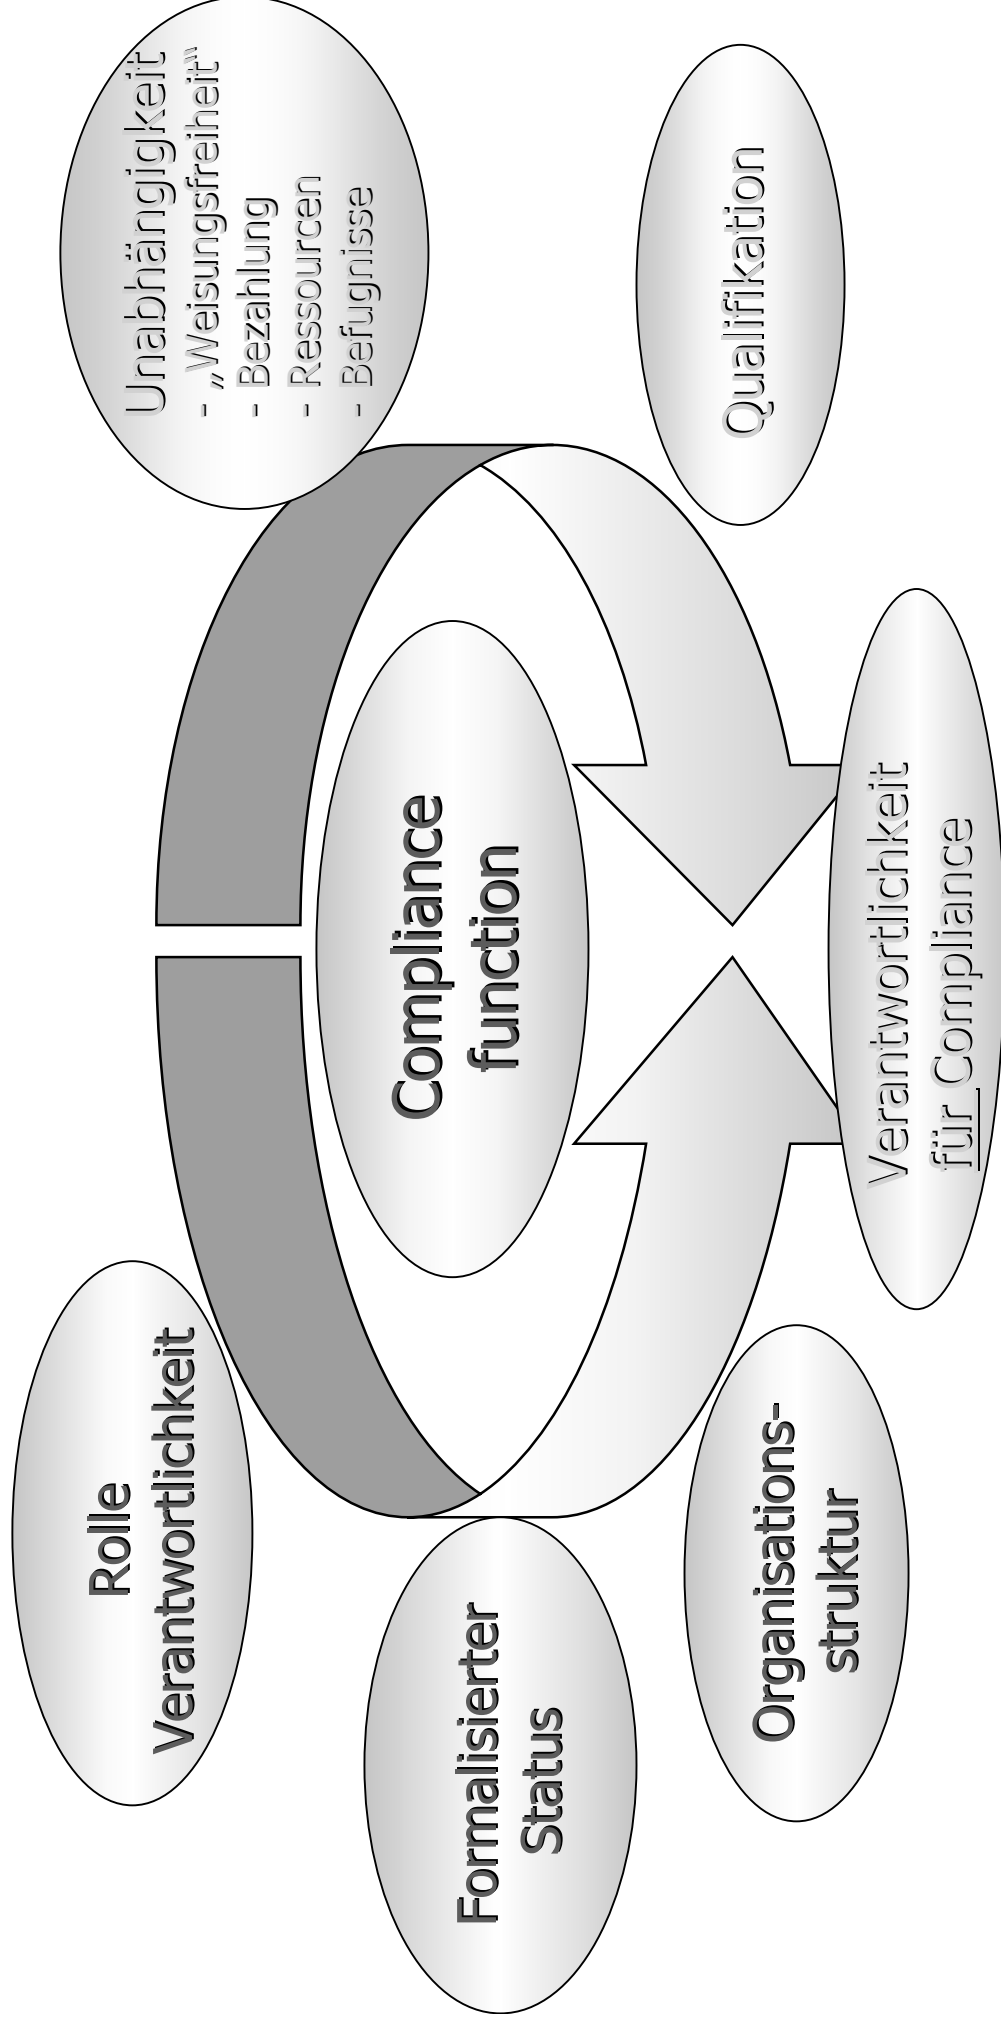 Rolle
Verantwortlichkeit
Unabhängigkeit
- „Weisungsfreiheit“
- Bezahlung
- Ressourcen
- Befugnisse
Formalisierter
Status
Compliance
function
Organisations-
struktur
Qualifikation
Verantwortlichkeit
für Compliance